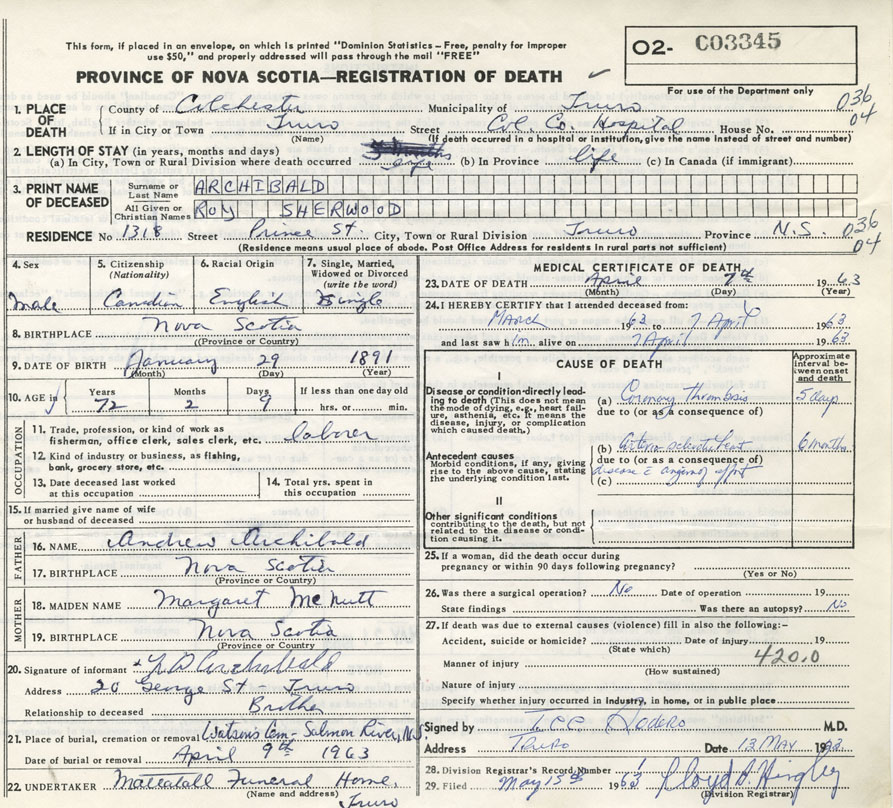 This form, if placed in an envelope, on which is printed "Dominion Statistics – Free, penalty for improper
use $50," and properly addressed will pass through the mail "FREE"
O2- C03345
PROVINCE OF NOVA SCOTIA—REGISTRATION OF DEATH
For use of the Department only
036
04
1. PLACE OF DEATH
County of Colchester Municipality of Truro
If in City or Town Truro Street Col. Co. Hospital House No.
(Name) (If death occurred in a hospital or institution, give the name instead of street and number)
2. LENGTH OF STAY (in years, months and days)
(a) In City, Town or Rural Division where death occurred life (b) In Province life (c) In Canada (if immigrant)
3. PRINT NAME OF DECEASED
Surname or Last Name ARCHIBALD
All Given or Christian Names ROY SHERWOOD
RESIDENCE No 1318 Street Prince St. City, Town or Rural Division Truro Province N.S.
036
04
(Residence means usual place of abode. Post Office Address for residents in rural parts not sufficient)
4. Sex 5. Citizenship 6. Racial Origin 7. Single, Married,
(Nationality) Widowed or Divorced
(write the word)
Male Canadian English Single
8. BIRTHPLACE Nova Scotia
(Province or Country)
9. DATE OF BIRTH January 29 1891
(Month) (Day) (Year)
10. AGE in Years Months Days If less than one day old
72 2 9 hrs. or min.
OCCUPATION
11. Trade, profession, or kind of work as
fisherman, office clerk, sales clerk, etc. laborer
12. Kind of industry or business, as fishing,
bank, grocery store, etc.
13. Date deceased last worked
at this occupation
14. Total yrs. spent in
this occupation
15. If married give name of wife
or husband of deceased
FATHER
16. NAME Andrew Archibald
17. BIRTHPLACE Nova Scotia
(Province or Country)
MOTHER
18. MAIDEN NAME Margaret McNutt
19. BIRTHPLACE Nova Scotia
(Province or Country)
20. Signature of informant Archibald
Address 20 George St - Truro
Relationship to deceased Brother
21. Place of burial, cremation or removal Watson's Cem - Salmon River, N.S.
Date of burial or removal April 9th 1963
22. UNDERTAKER Mattatall Funeral Home,
(Name and address) Truro
MEDICAL CERTIFICATE OF DEATH
23. DATE OF DEATH April 7th 1963
(Month) (Day) (Year)
24. I HEREBY CERTIFY that I attended deceased from:
March 1963 to 7 April 1963
and last saw him alive on 7 April 1963
CAUSE OF DEATH
Approximate interval between onset and death
I
Disease or condition-directly leading to death (This does not mean the mode of dying, e.g., heart failure, asthenia, etc. It means the disease, injury, or complication which caused death.)
(a) Coronary thrombosis 5 days
due to (or as a consequence of)
Antecedent causes
Morbid conditions, if any, giving rise to the above cause, stating the underlying condition last.
(b) heart 6 months
due to (or as a consequence of)
disease angina of effort
(c)
II
Other significant conditions
contributing to the death, but not related to the disease or condition causing it.
25. If a woman, did the death occur during
pregnancy or within 90 days following pregnancy?
(Yes or No)
26. Was there a surgical operation? No Date of operation 19
State findings Was there an autopsy? No
27. If death was due to external causes (violence) fill in also the following:-
Accident, suicide or homicide? Date of injury 19
(State which)
420.0
Manner of injury
(How sustained)
Nature of injury
Specify whether injury occurred in industry, in home, or in public place
Signed by M.D.
Address Truro Date 13 May 19
28. Division Registrar's Record Number
29. Filed May 15th 1963 Lloyd
(Division Registrar)